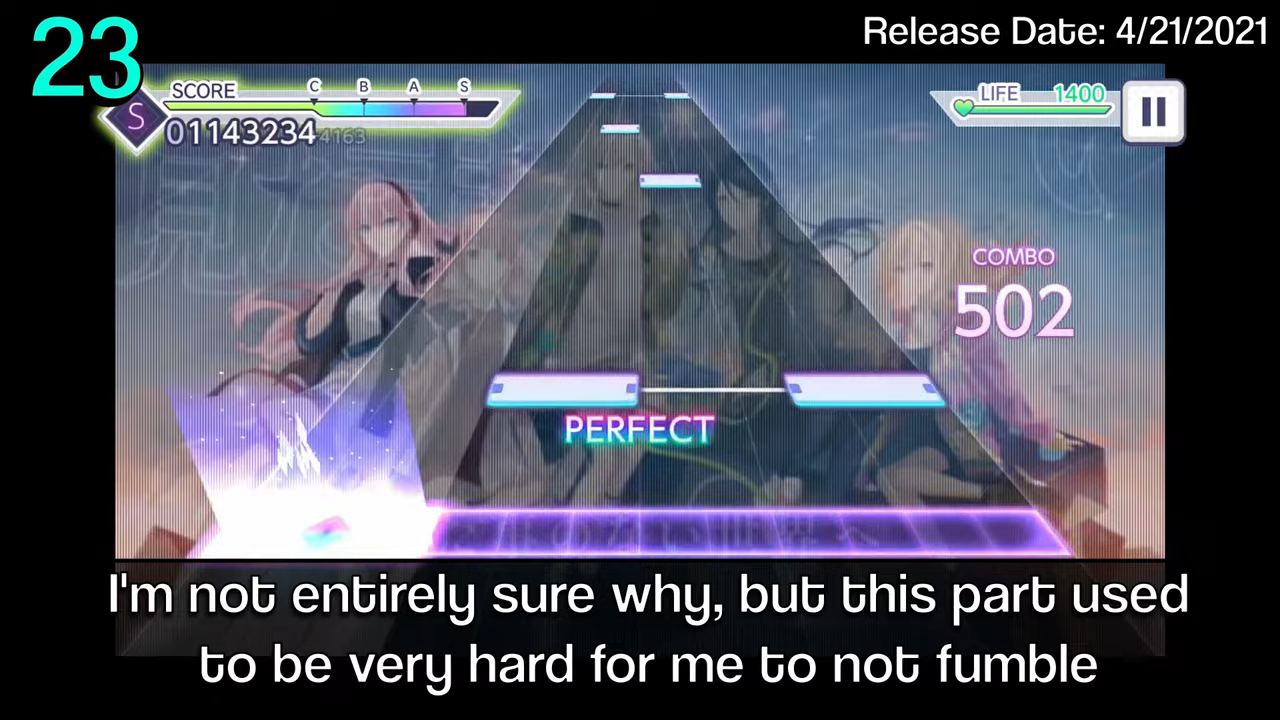 23
Release Date: 4/21/2021
SCORE
C B A S
S
01143234
4163
LIFE 1400
COMBO
502
PERFECT
I'm not entirely sure why, but this part used
to be very hard for me to not fumble